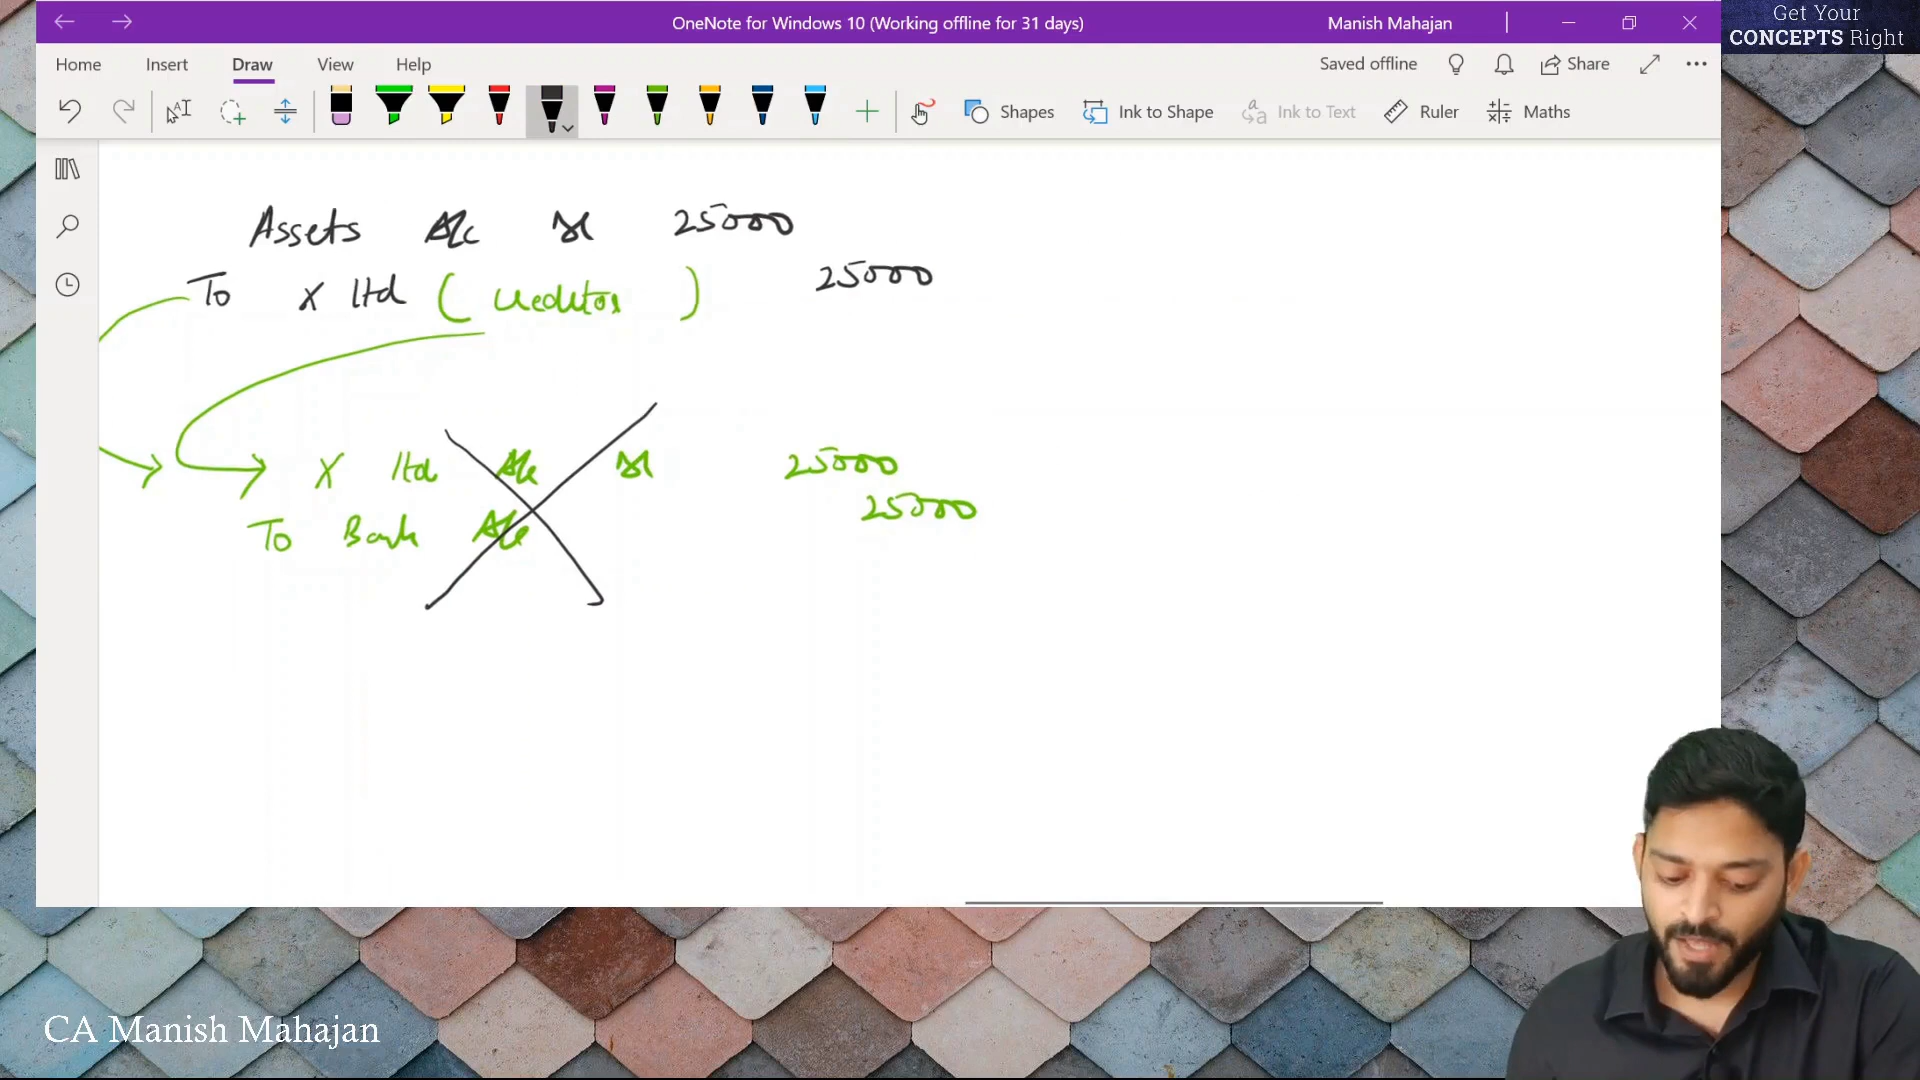 OneNote for Windows 10 (Working offline for 31 days)
Manish Mahajan
Get Your
CONCEPTS Right
Home Insert Draw View Help
Saved offline
Share
Shapes
Ink to Shape
Ink to Text
Ruler
Maths
Assets A/c Dr 25000
To X ltd ( Creditor ) 25000
X ltd A/c Dr 25000
To Bank A/c 25000
CA Manish Mahajan